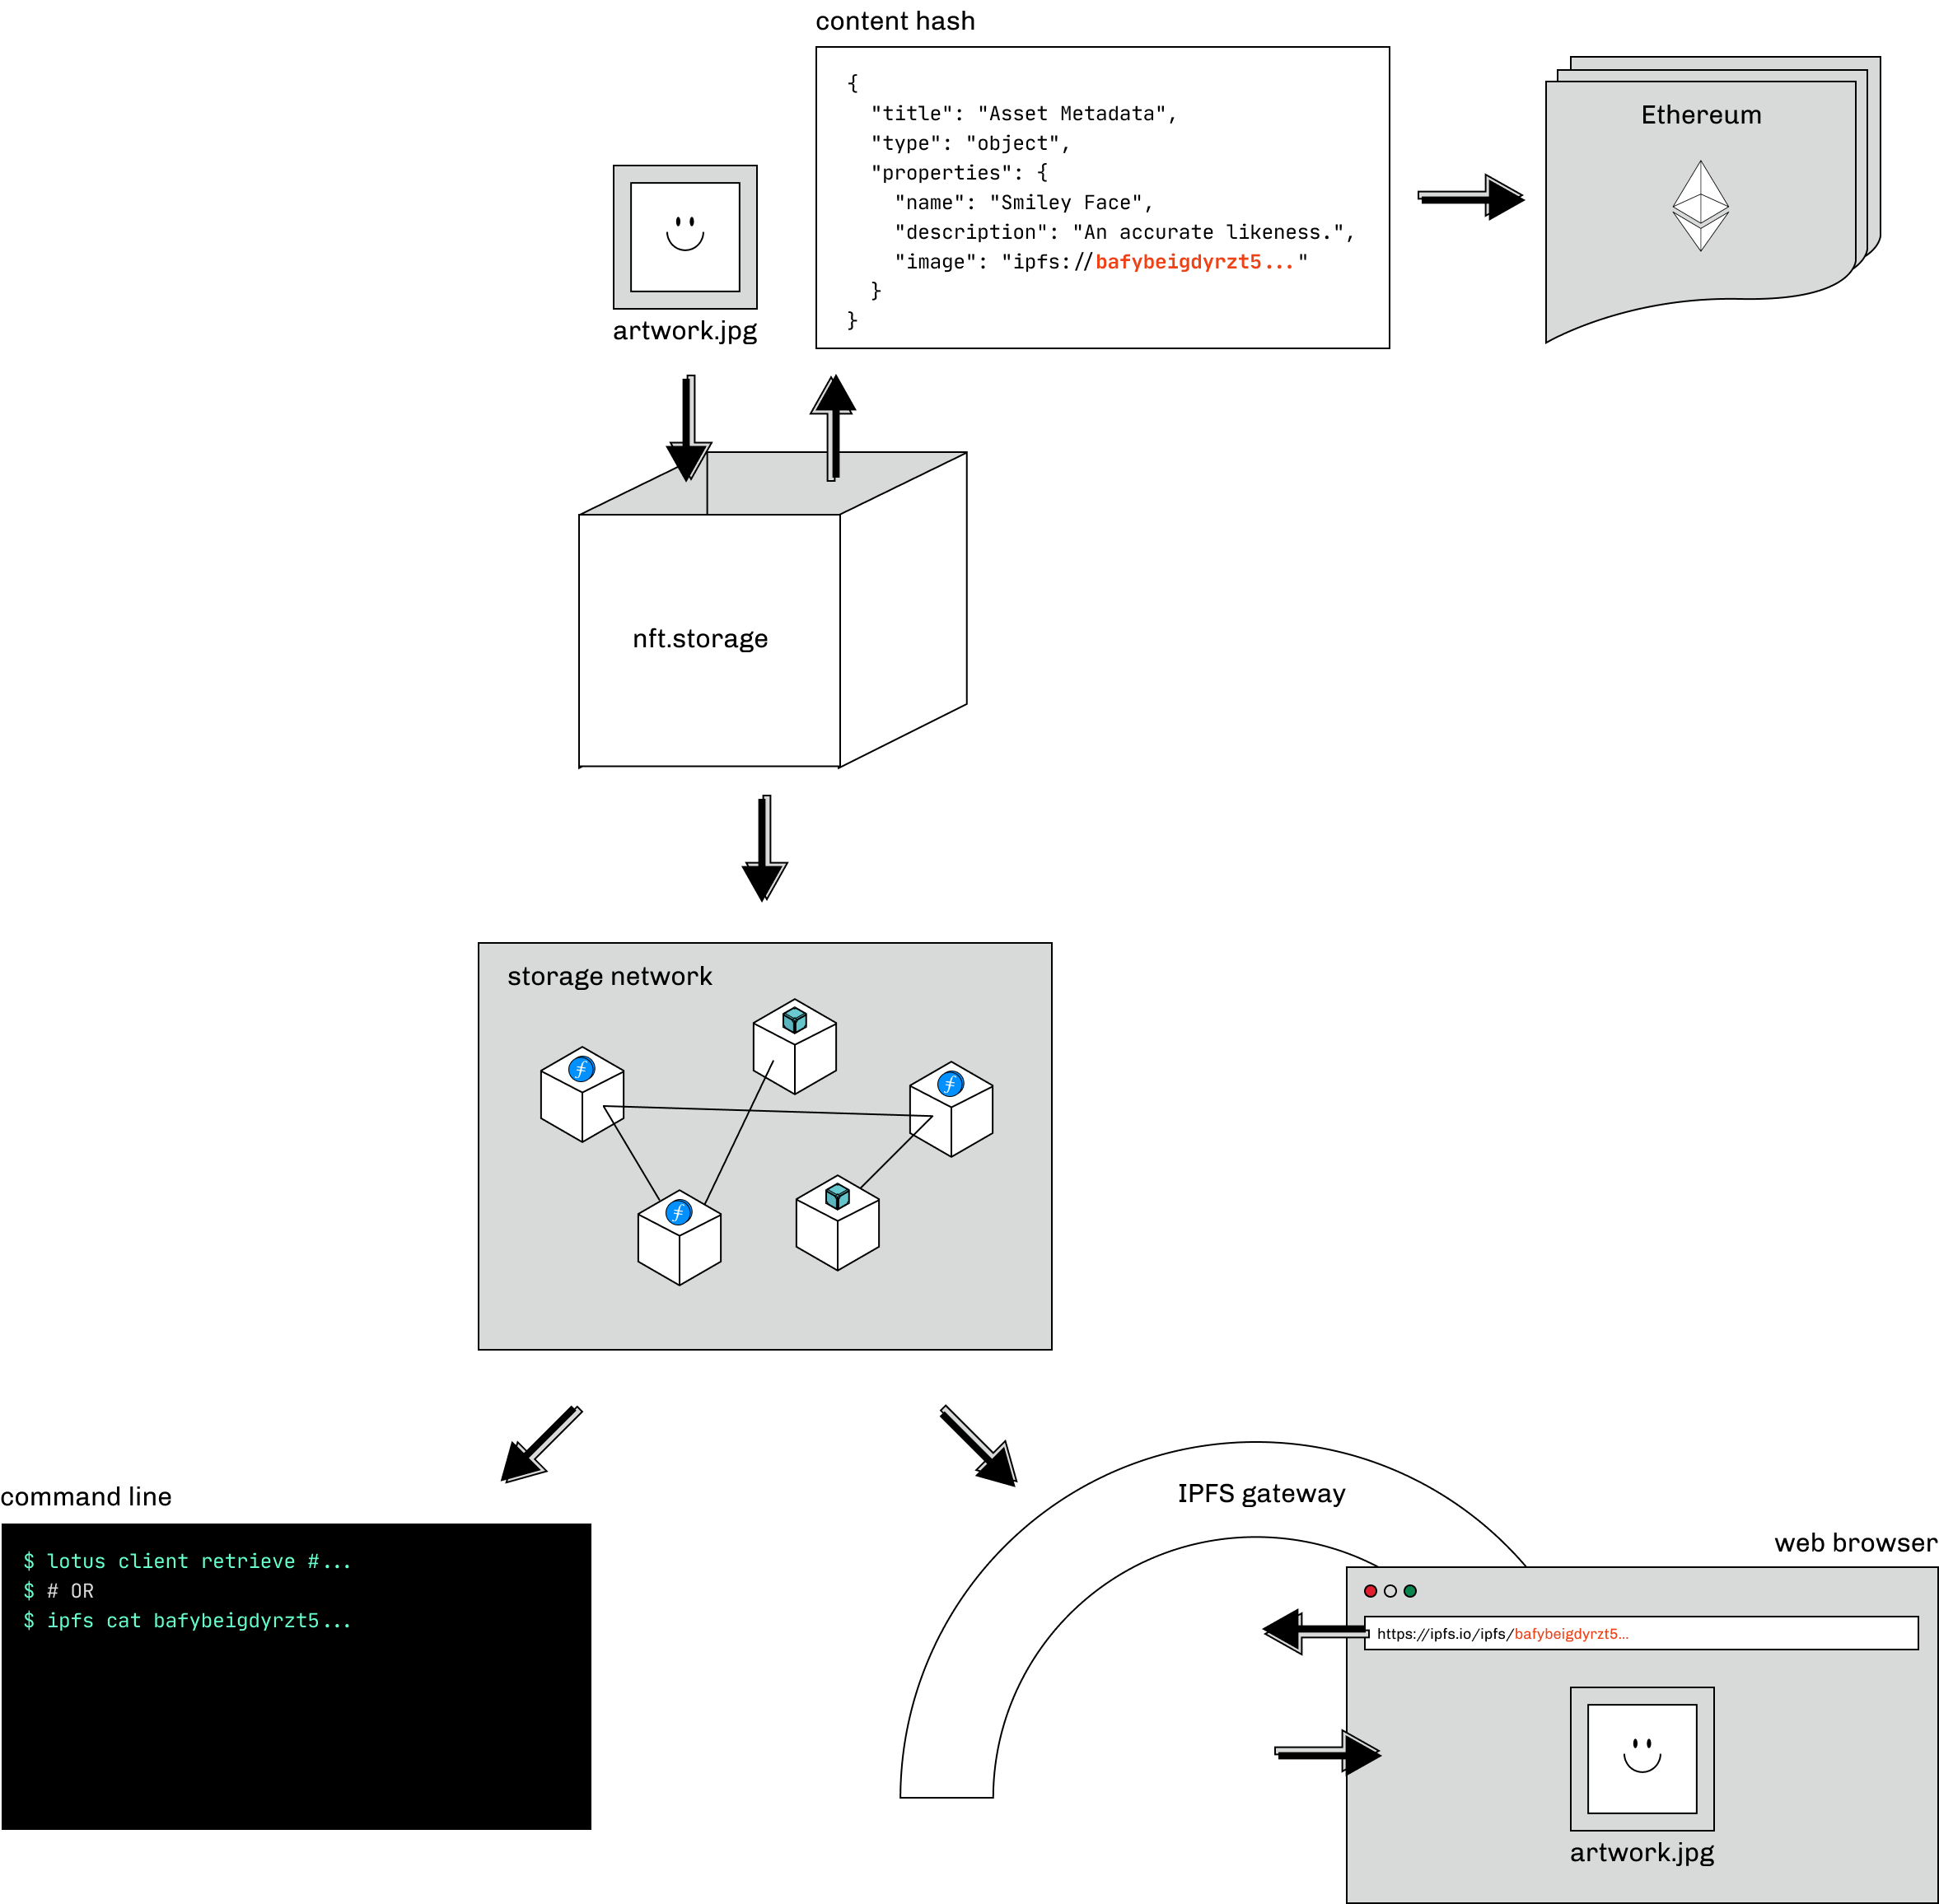 content hash
{
"title": "Asset Metadata",
"type": "object",
"properties": {
"name": "Smiley Face",
"description": "An accurate likeness.",
"image": "ipfs://bafybeigdyrzt5..."
}
}
Ethereum
artwork.jpg
nft.storage
storage network
command line
$ lotus client retrieve #...
$ # OR
$ ipfs cat bafybeigdyrzt5...
IPFS gateway
web browser
https://ipfs.io/ipfs/bafybeigdyrzt5...
artwork.jpg